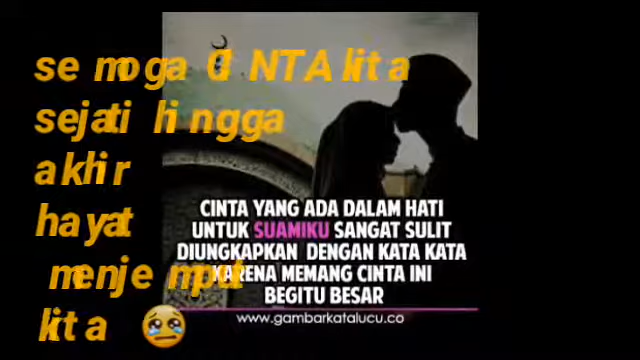 semoga CINTA kita
sejati hingga
akhir
hayat
menjemput
kita 😢
CINTA YANG ADA DALAM HATI
UNTUK SUAMIKU SANGAT SULIT
DIUNGKAPKAN DENGAN KATA KATA
KARENA MEMANG CINTA INI
BEGITU BESAR
www.gambarkatalucu.co